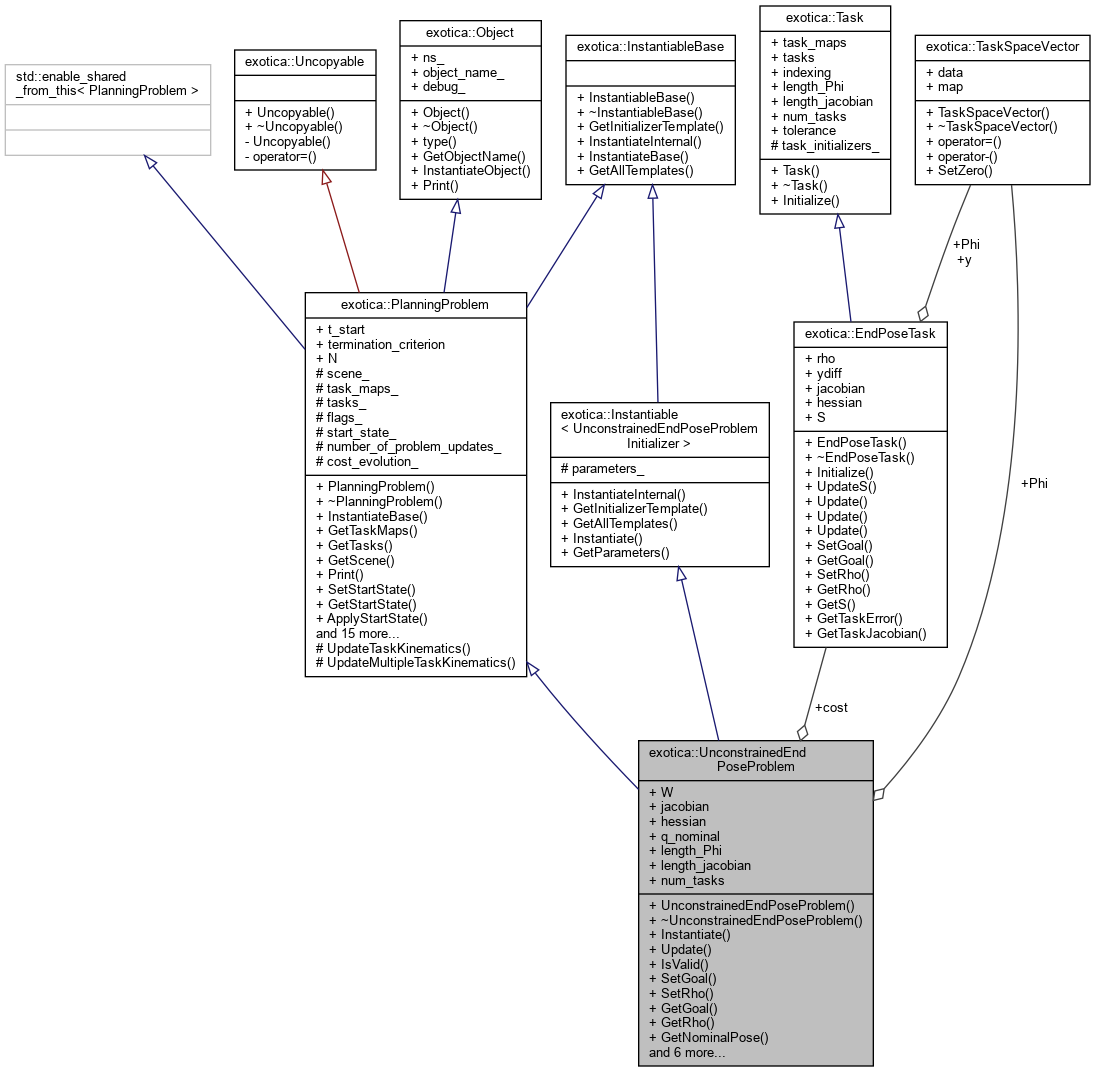 std::enable_shared
_from_this< PlanningProblem >
exotica::Uncopyable
+ Uncopyable()
+ ~Uncopyable()
- Uncopyable()
- operator=()
exotica::Object
+ ns_
+ object_name_
+ debug_
+ Object()
+ ~Object()
+ type()
+ GetObjectName()
+ InstantiateObject()
+ Print()
exotica::InstantiableBase
+ InstantiableBase()
+ ~InstantiableBase()
+ GetInitializerTemplate()
+ InstantiateInternal()
+ InstantiateBase()
+ GetAllTemplates()
exotica::Task
+ task_maps
+ tasks
+ indexing
+ length_Phi
+ length_jacobian
+ num_tasks
+ tolerance
# task_initializers_
+ Task()
+ ~Task()
+ Initialize()
exotica::TaskSpaceVector
+ data
+ map
+ TaskSpaceVector()
+ ~TaskSpaceVector()
+ operator=()
+ operator-()
+ SetZero()
+Phi
+y
exotica::PlanningProblem
+ t_start
+ termination_criterion
+ N
# scene_
# task_maps_
# tasks_
# flags_
# start_state_
# number_of_problem_updates_
# cost_evolution_
+ PlanningProblem()
+ ~PlanningProblem()
+ InstantiateBase()
+ GetTaskMaps()
+ GetTasks()
+ GetScene()
+ Print()
+ SetStartState()
+ GetStartState()
+ ApplyStartState()
and 15 more...
# UpdateTaskKinematics()
# UpdateMultipleTaskKinematics()
exotica::Instantiable
< UnconstrainedEndPoseProblem
Initializer >
# parameters_
+ InstantiateInternal()
+ GetInitializerTemplate()
+ GetAllTemplates()
+ Instantiate()
+ GetParameters()
exotica::EndPoseTask
+ rho
+ ydiff
+ jacobian
+ hessian
+ S
+ EndPoseTask()
+ ~EndPoseTask()
+ Initialize()
+ UpdateS()
+ Update()
+ Update()
+ Update()
+ SetGoal()
+ GetGoal()
+ SetRho()
+ GetRho()
+ GetS()
+ GetTaskError()
+ GetTaskJacobian()
+Phi
+cost
exotica::UnconstrainedEnd
PoseProblem
+ W
+ jacobian
+ hessian
+ q_nominal
+ length_Phi
+ length_jacobian
+ num_tasks
+ UnconstrainedEndPoseProblem()
+ ~UnconstrainedEndPoseProblem()
+ Instantiate()
+ Update()
+ IsValid()
+ SetGoal()
+ SetRho()
+ GetGoal()
+ GetRho()
+ GetNominalPose()
and 6 more...